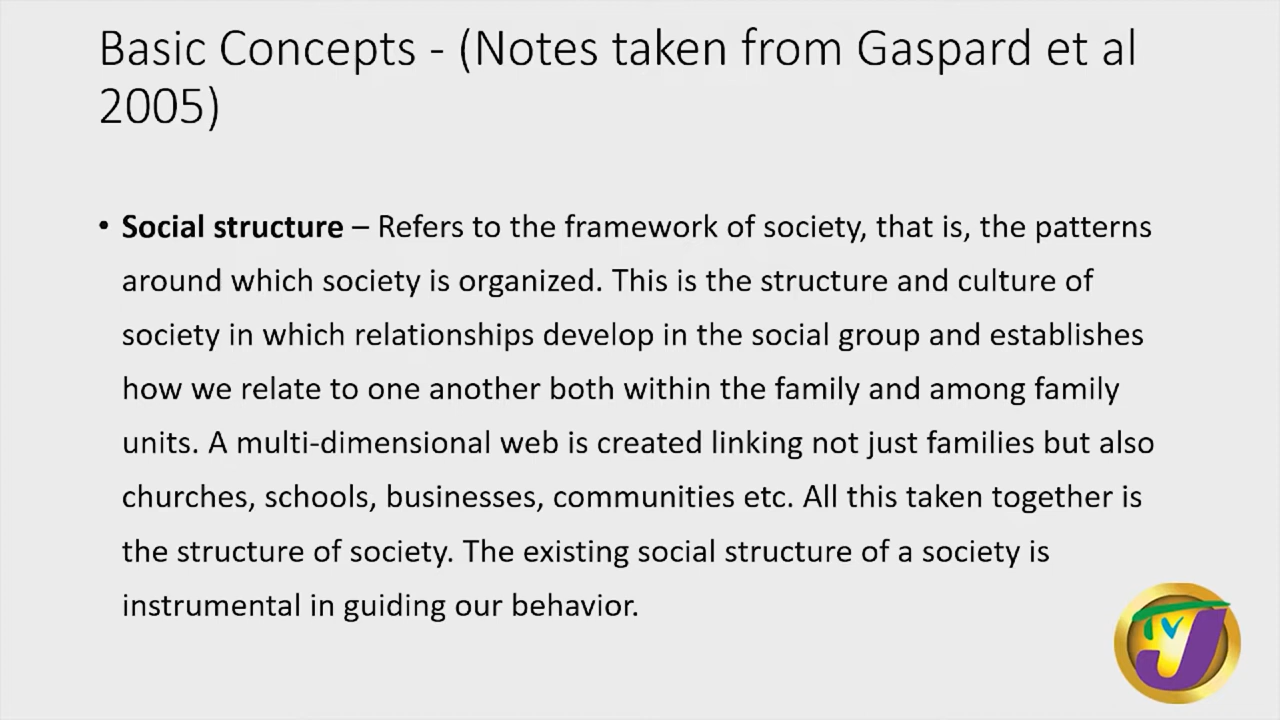 Basic Concepts - (Notes taken from Gaspard et al
2005)
• Social structure – Refers to the framework of society, that is, the patterns
around which society is organized. This is the structure and culture of
society in which relationships develop in the social group and establishes
how we relate to one another both within the family and among family
units. A multi-dimensional web is created linking not just families but also
churches, schools, businesses, communities etc. All this taken together is
the structure of society. The existing social structure of a society is
instrumental in guiding our behavior.
TVJ